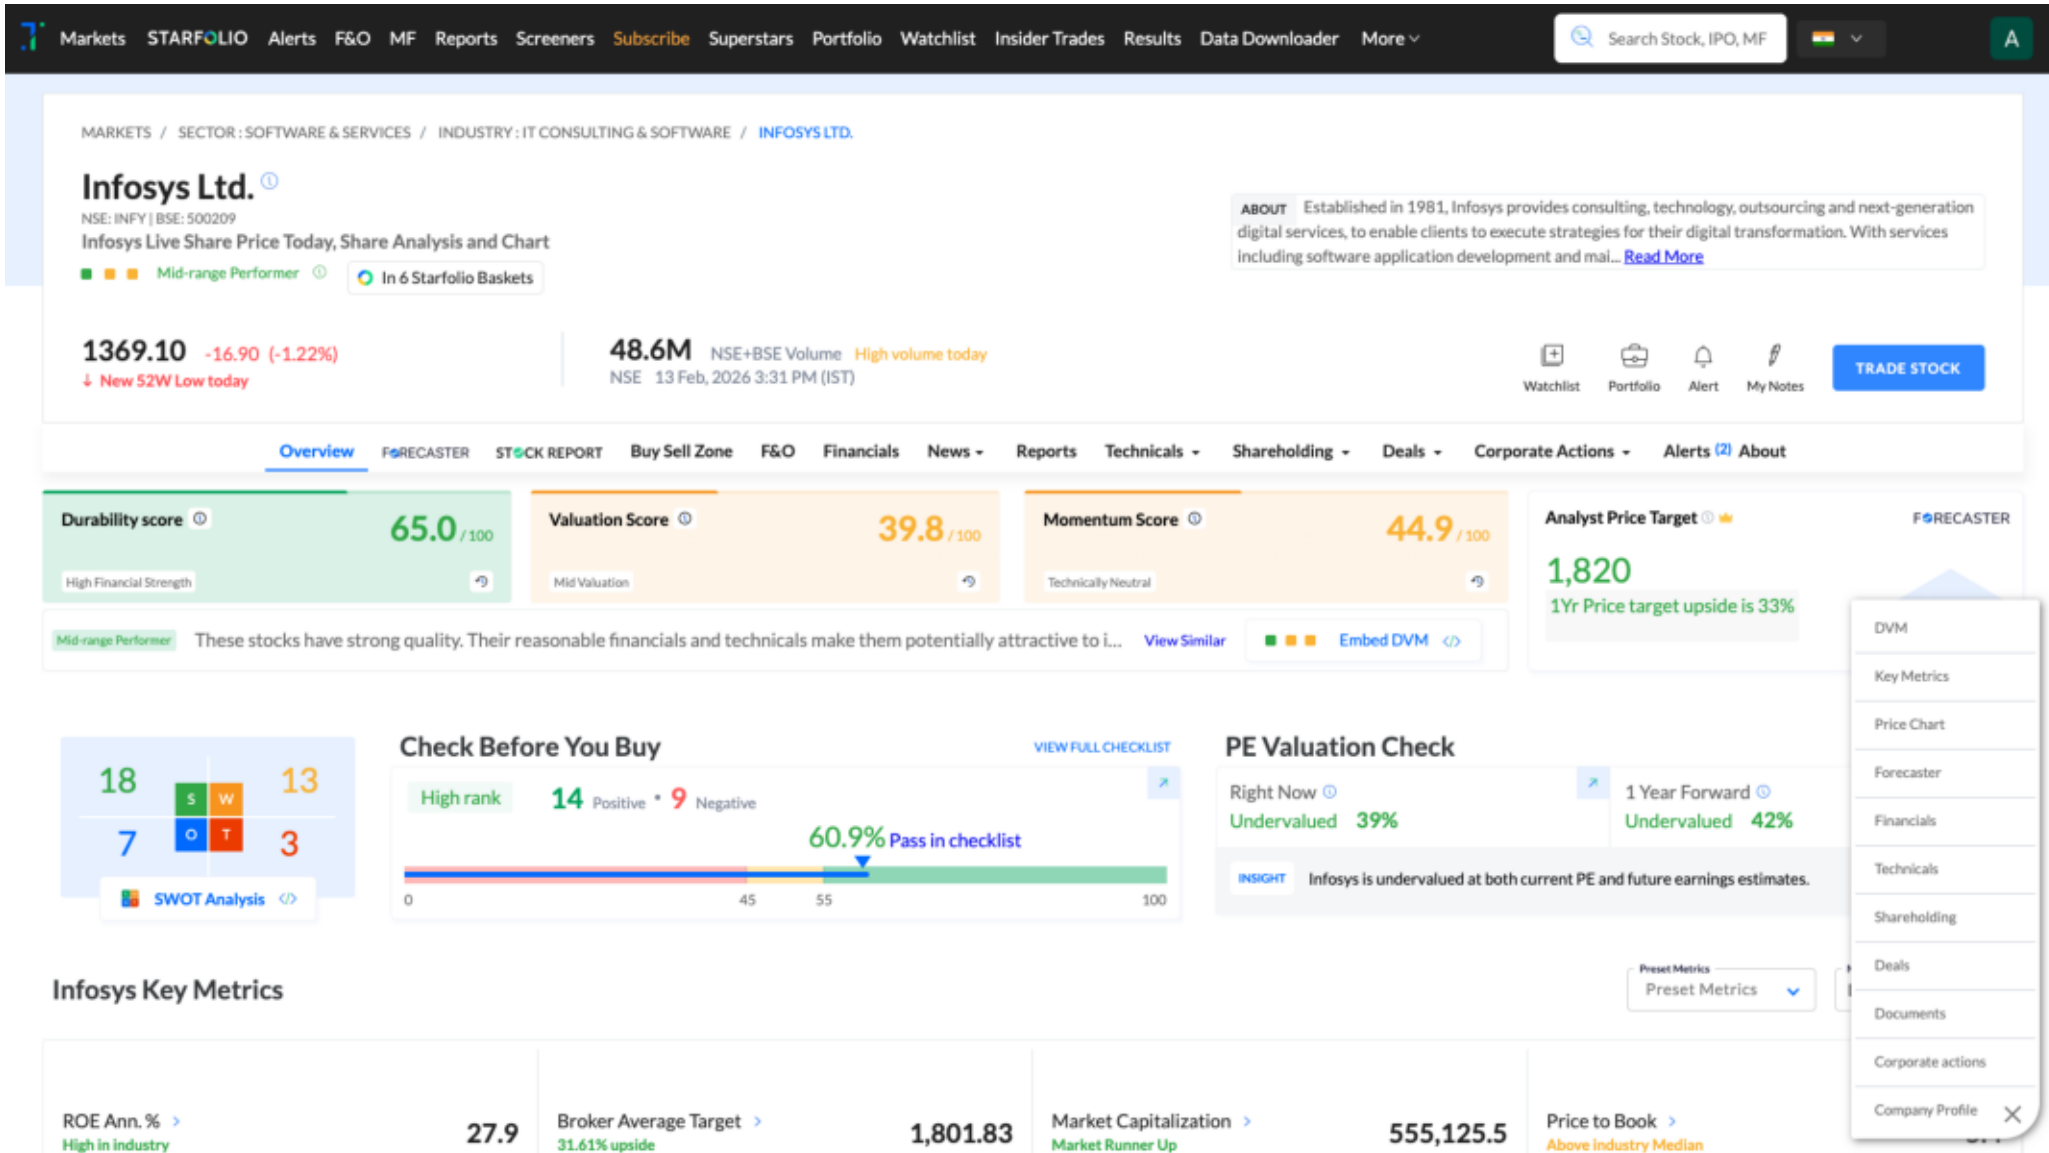 Markets STARFOLIO Alerts F&O MF Reports Screeners Subscribe Superstars Portfolio Watchlist Insider Trades Results Data Downloader More Search Stock, IPO, MF A
MARKETS / SECTOR : SOFTWARE & SERVICES / INDUSTRY : IT CONSULTING & SOFTWARE / INFOSYS LTD.
Infosys Ltd.
NSE: INFY | BSE: 500209
Infosys Live Share Price Today, Share Analysis and Chart
Mid-range Performer In 6 Starfolio Baskets
ABOUT Established in 1981, Infosys provides consulting, technology, outsourcing and next-generation
digital services, to enable clients to execute strategies for their digital transformation. With services
including software application development and mai... Read More
1369.10 -16.90 (-1.22%)
↓ New 52W Low today
48.6M NSE+BSE Volume High volume today
NSE 13 Feb, 2026 3:31 PM (IST)
Watchlist Portfolio Alert My Notes TRADE STOCK
Overview FORECASTER STOCK REPORT Buy Sell Zone F&O Financials News Reports Technicals Shareholding Deals Corporate Actions Alerts (2) About
Durability score 65.0 / 100
High Financial Strength
Valuation Score 39.8 / 100
Mid Valuation
Momentum Score 44.9 / 100
Technically Neutral
Analyst Price Target FORECASTER
1,820
1Yr Price target upside is 33%
Mid-range Performer These stocks have strong quality. Their reasonable financials and technicals make them potentially attractive to i... View Similar Embed DVM </>
18 S W 13
7 O T 3
SWOT Analysis </>
Check Before You Buy VIEW FULL CHECKLIST
High rank 14 Positive • 9 Negative
60.9% Pass in checklist
0 45 55 100
PE Valuation Check
Right Now
Undervalued 39%
1 Year Forward
Undervalued 42%
INSIGHT Infosys is undervalued at both current PE and future earnings estimates.
Infosys Key Metrics
Preset Metrics
Preset Metrics
ROE Ann. % > 27.9
High in industry
Broker Average Target > 1,801.83
31.61% upside
Market Capitalization > 555,125.5
Market Runner Up
Price to Book >
Above industry Median
DVM
Key Metrics
Price Chart
Forecaster
Financials
Technicals
Shareholding
Deals
Documents
Corporate actions
Company Profile